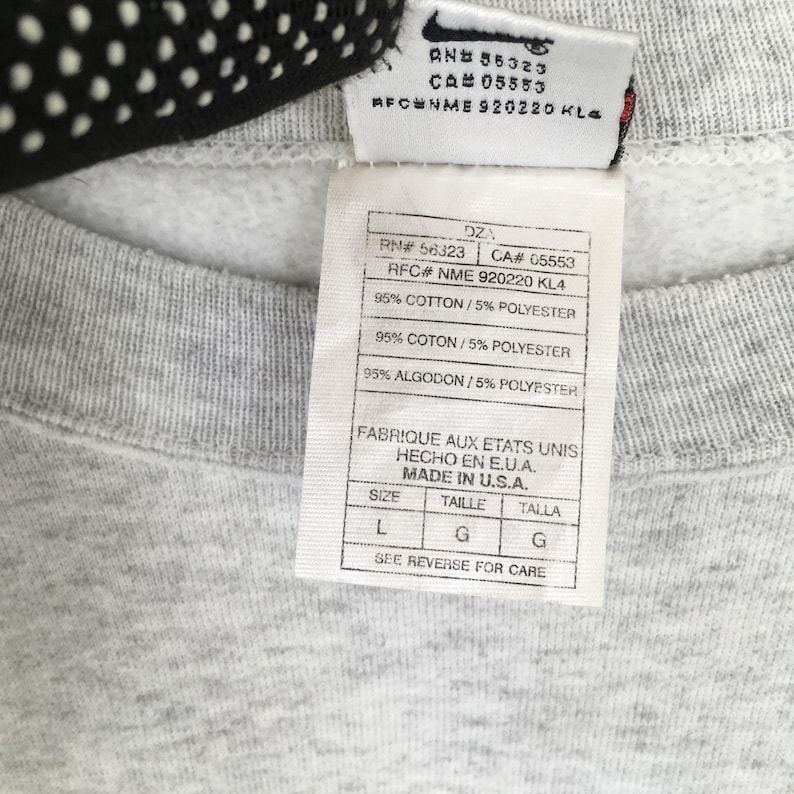 RN# 56323
CA# 05553
RFC#NME 920220 KL4
DZA
RN# 56323 CA# 05553
RFC# NME 920220 KL4
95% COTTON / 5% POLYESTER
95% COTON / 5% POLYESTER
95% ALGODON / 5% POLYESTER
FABRIQUE AUX ETATS UNIS
HECHO EN E.U.A.
MADE IN U.S.A.
SIZE TAILLE TALLA
L G G
SEE REVERSE FOR CARE